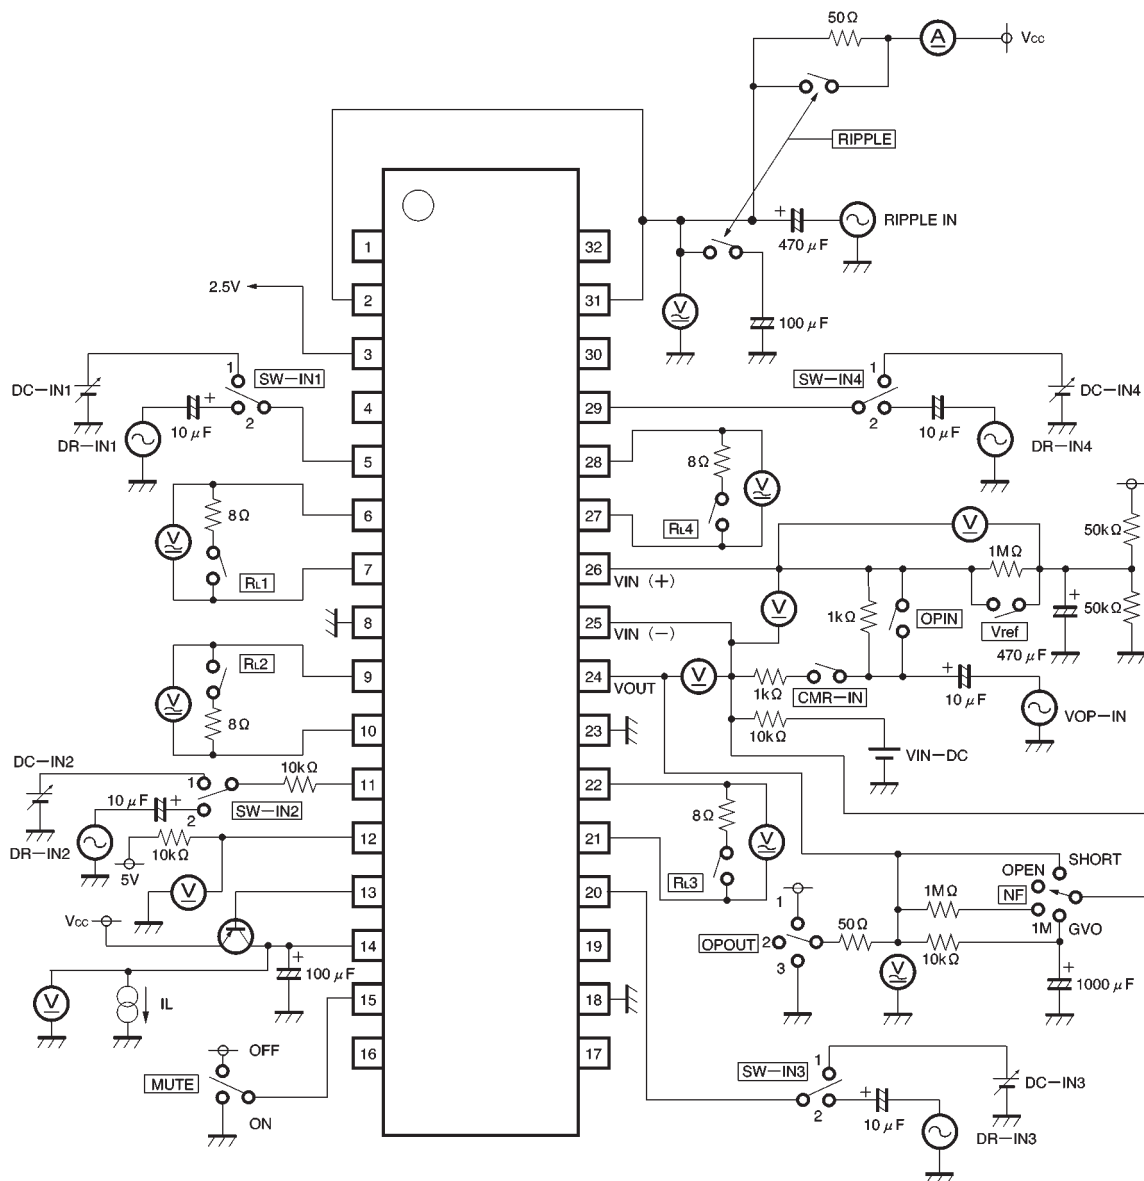 50Ω
A
Vcc
RIPPLE
+
470μF
RIPPLE IN
V
100μF
1
2
3
4
5
6
7
8
9
10
11
12
13
14
15
16
32
31
30
29
28
27
26
25
24
23
22
21
20
19
18
17
2.5V
DC−IN1
1
SW−IN1
+
2
10μF
DR−IN1
V
8Ω
RL1
V
RL2
8Ω
DC−IN2
1
10kΩ
10μF
+
SW−IN2
2
DR−IN2
10kΩ
5V
V
Vcc
+
100μF
V
IL
OFF
MUTE
ON
1
SW−IN4
DC−IN4
2
+
10μF
DR−IN4
8Ω
V
RL4
V
50kΩ
1MΩ
VIN (+)
V
1kΩ
OPIN
+
50kΩ
Vref
VIN (−)
470μF
VOUT
V
1kΩ
CMR−IN
+
10μF
VOP−IN
10kΩ
VIN−DC
8Ω
V
RL3
SHORT
OPEN
NF
1MΩ
1M
GVO
1
OPOUT
2
50Ω
10kΩ
3
V
+
1000μF
1
SW−IN3
DC−IN3
2
+
10μF
DR−IN3